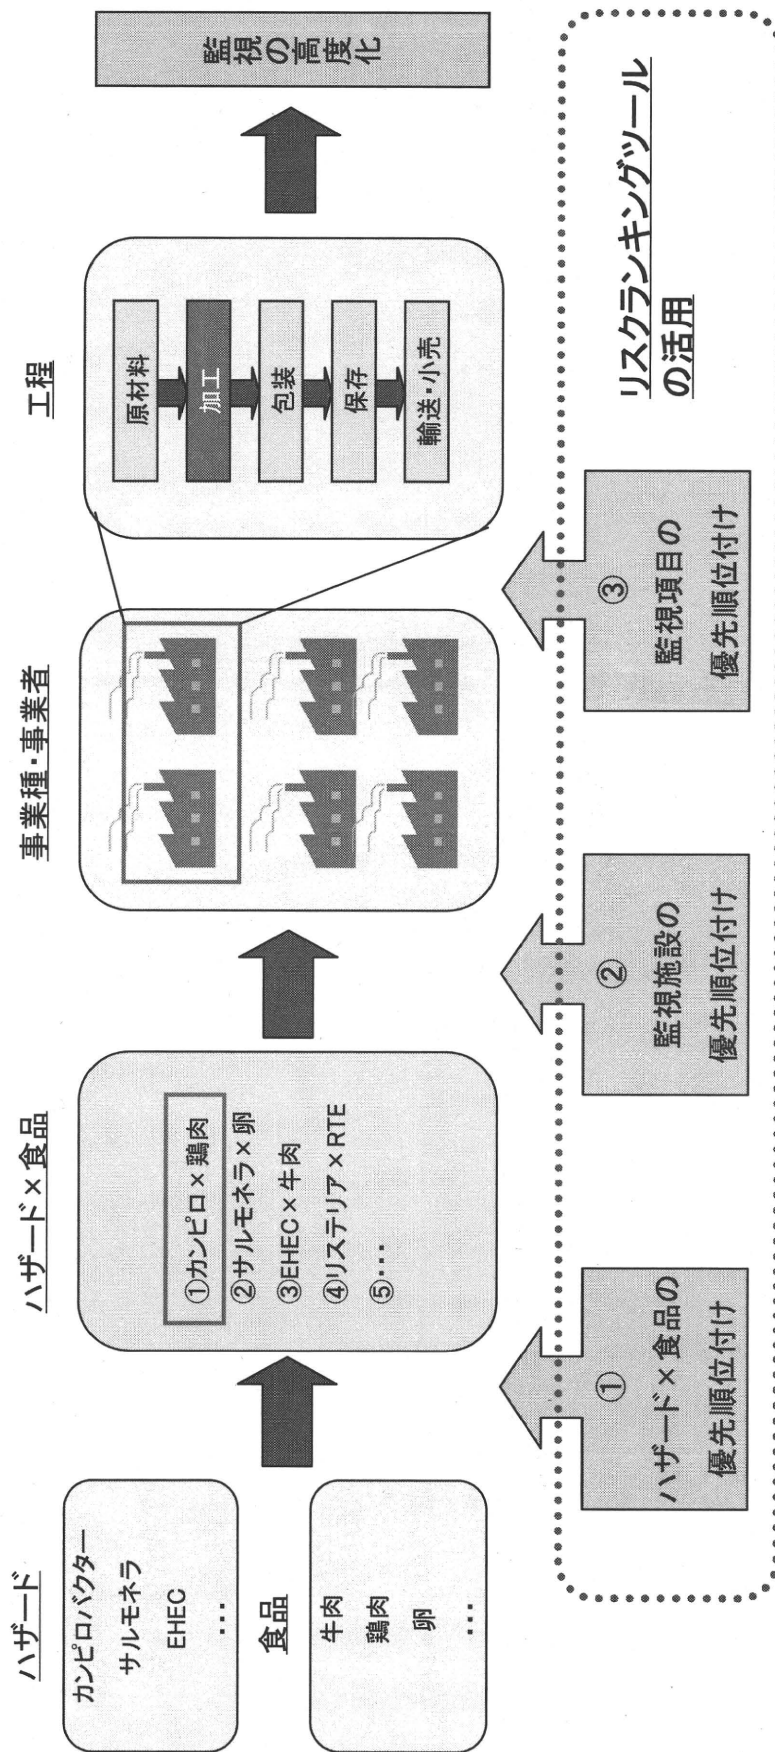 ハザード
カンピロバクター
サルモネラ
EHEC
・・・
食品
牛肉
鶏肉
卵
・・・
ハザード×食品
①カンピロ×鶏肉
②サルモネラ×卵
③EHEC×牛肉
④リステリア×RTE
⑤・・・
事業種・事業者
工程
原材料
加工
包装
保存
輸送・小売
監視の高度化
①
ハザード×食品の
優先順位付け
②
監視施設の
優先順位付け
③
監視項目の
優先順位付け
リスクランキングツール
の活用